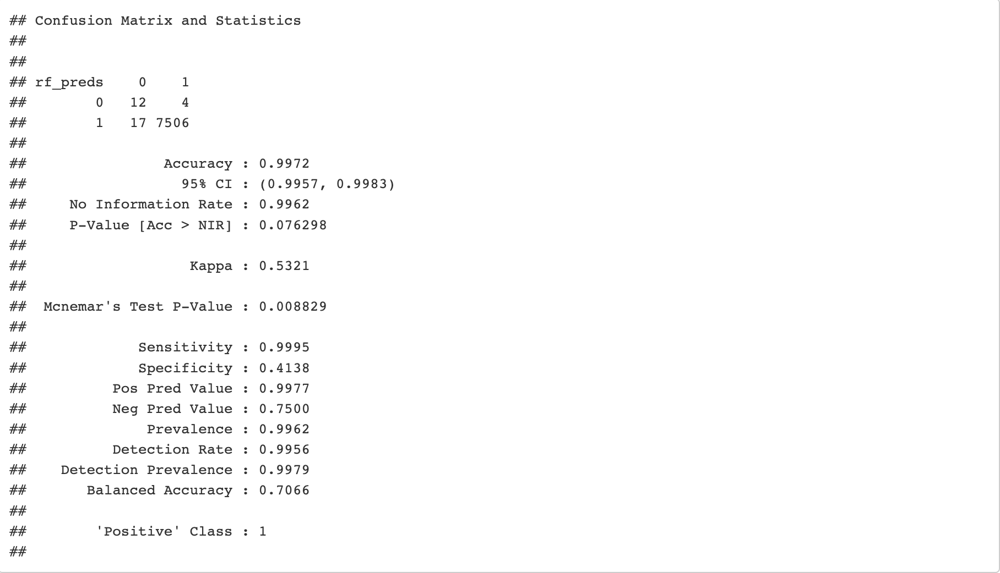 ## Confusion Matrix and Statistics
##
##
## rf_preds    0    1
##        0   12    4
##        1   17 7506
##
##                Accuracy : 0.9972
##                  95% CI : (0.9957, 0.9983)
##     No Information Rate : 0.9962
##     P-Value [Acc > NIR] : 0.076298
##
##                   Kappa : 0.5321
##
##  Mcnemar's Test P-Value : 0.008829
##
##             Sensitivity : 0.9995
##             Specificity : 0.4138
##          Pos Pred Value : 0.9977
##          Neg Pred Value : 0.7500
##              Prevalence : 0.9962
##          Detection Rate : 0.9956
##    Detection Prevalence : 0.9979
##       Balanced Accuracy : 0.7066
##
##        'Positive' Class : 1
##